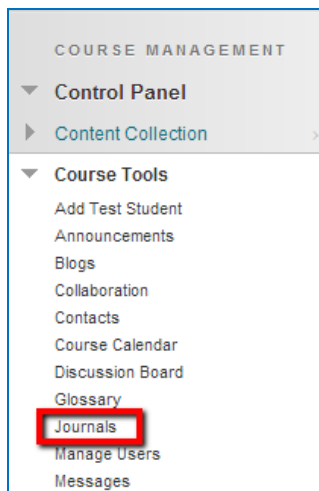 COURSE MANAGEMENT
Control Panel
Content Collection
Course Tools
Add Test Student
Announcements
Blogs
Collaboration
Contacts
Course Calendar
Discussion Board
Glossary
Journals
Manage Users
Messages